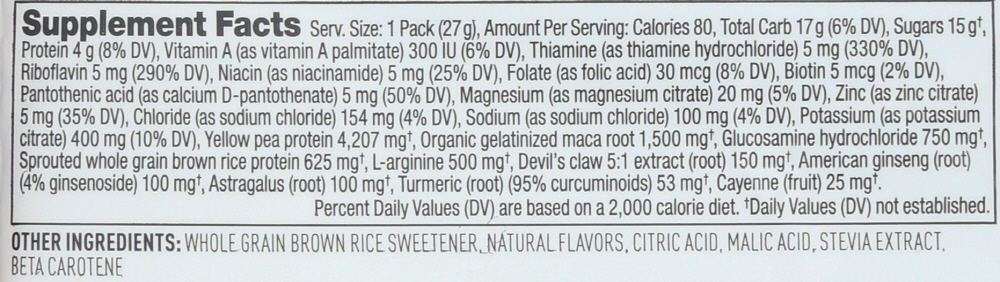 Supplement Facts Serv. Size: 1 Pack (27 g), Amount Per Serving: Calories 80, Total Carb 17 g (6% DV), Sugars 15 g†,
Protein 4 g (8% DV), Vitamin A (as vitamin A palmitate) 300 IU (6% DV), Thiamine (as thiamine hydrochloride) 5 mg (330% DV),
Riboflavin 5 mg (290% DV), Niacin (as niacinamide) 5 mg (25% DV), Folate (as folic acid) 30 mcg (8% DV), Biotin 5 mcg (2% DV),
Pantothenic acid (as calcium D-pantothenate) 5 mg (50% DV), Magnesium (as magnesium citrate) 20 mg (5% DV), Zinc (as zinc citrate)
5 mg (35% DV), Chloride (as sodium chloride) 154 mg (4% DV), Sodium (as sodium chloride) 100 mg (4% DV), Potassium (as potassium
citrate) 400 mg (10% DV), Yellow pea protein 4,207 mg†, Organic gelatinized maca root 1,500 mg†, Glucosamine hydrochloride 750 mg†,
Sprouted whole grain brown rice protein 625 mg†, L-arginine 500 mg†, Devil's claw 5:1 extract (root) 150 mg†, American ginseng (root)
(4% ginsenoside) 100 mg†, Astragalus (root) 100 mg†, Turmeric (root) (95% curcuminoids) 53 mg†, Cayenne (fruit) 25 mg†.
Percent Daily Values (DV) are based on a 2,000 calorie diet. †Daily Values (DV) not established.
OTHER INGREDIENTS: WHOLE GRAIN BROWN RICE SWEETENER, NATURAL FLAVORS, CITRIC ACID, MALIC ACID, STEVIA EXTRACT,
BETA CAROTENE